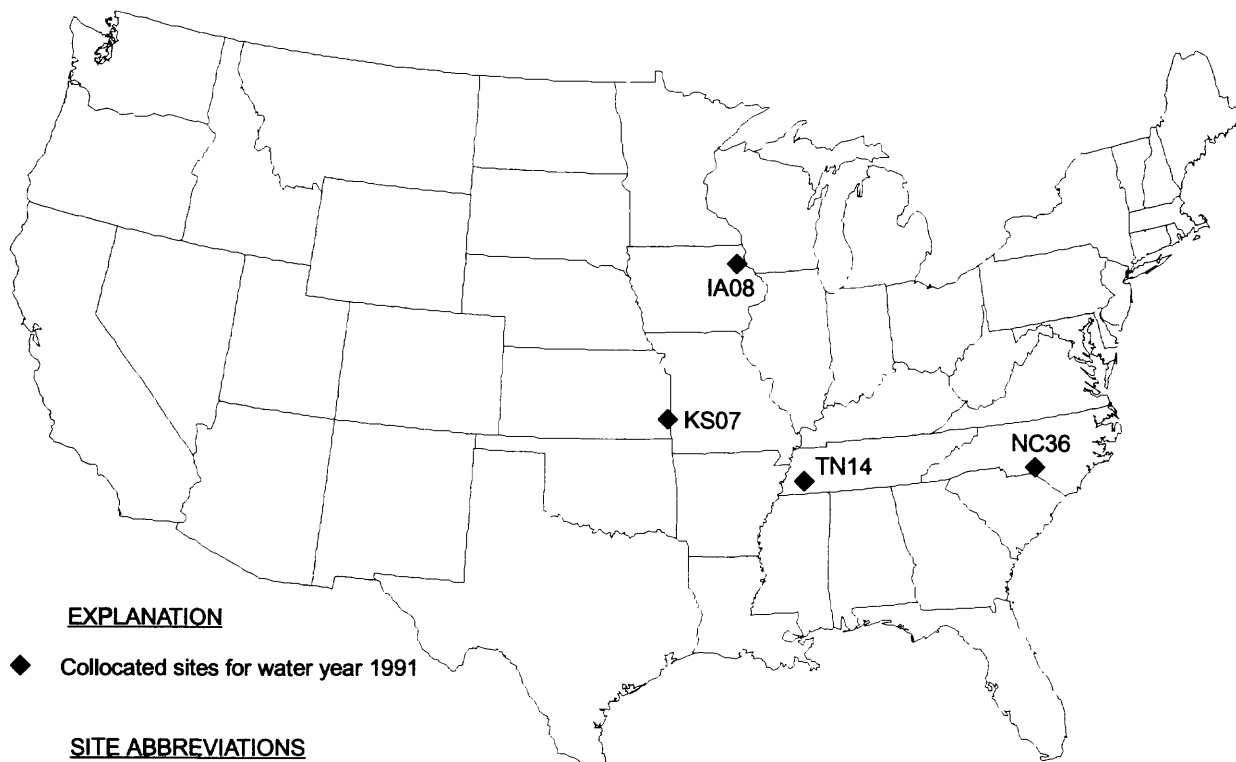 IA08
KS07
TN14
NC36
EXPLANATION
Collocated sites for water year 1991
SITE ABBREVIATIONS